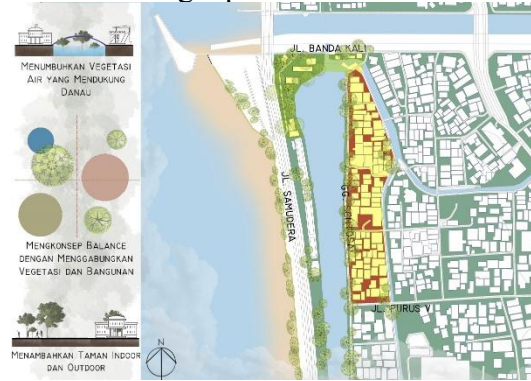 MENUMBUHKAN VEGETASI
AIR YANG MENDUKUNG
DANAU
MENGKONSEP BALANCE
DENGAN MENGGABUNGKAN
VEGETASI DAN BANGUNAN
MENAMBAHKAN TAMAN INDOOR
DAN OUTDOOR
JL. BANDA KALI
JL. SAMUDERA
GG.
JL. PURUS V
N